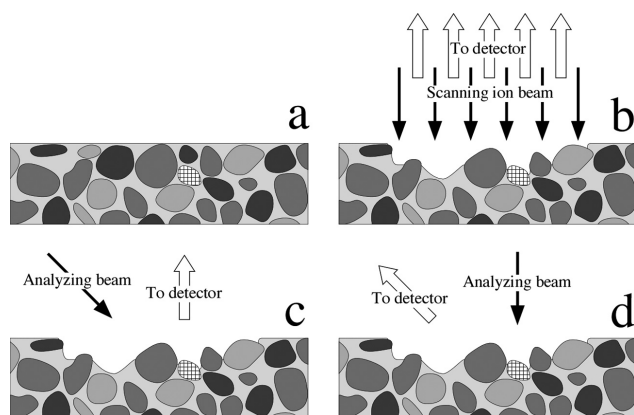 a
To detector
Scanning ion beam
b
Analyzing beam
To detector
c
To detector
Analyzing beam
d